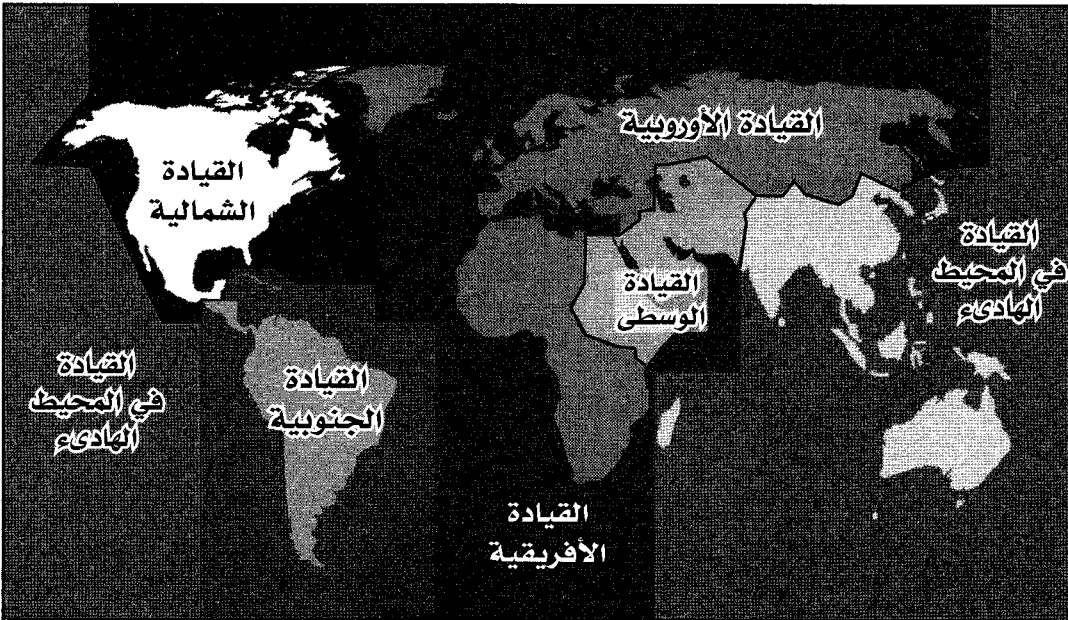 القيادة الأوروبية
القيادة
الشمالية
القيادة
في المحيط
الهادىء
القيادة
الوسطى
القيادة
في المحيط
الهادىء
القيادة
الجنوبية
القيادة
الأفريقية